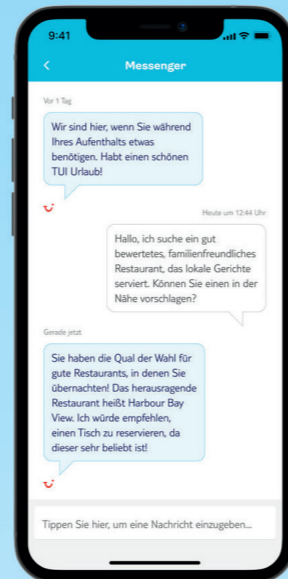 9:41
Messenger
Vor 1 Tag
Wir sind hier, wenn Sie während
Ihres Aufenthalts etwas
benötigen. Habt einen schönen
TUI Urlaub!
Heute um 12:44 Uhr
Hallo, ich suche ein gut
bewertetes, familienfreundliches
Restaurant, das lokale Gerichte
serviert. Können Sie einen in der
Nähe vorschlagen?
Gerade jetzt
Sie haben die Qual der Wahl für
gute Restaurants, in denen Sie
übernachten! Das herausragende
Restaurant heißt Harbour Bay
View. Ich würde empfehlen,
einen Tisch zu reservieren, da
dieser sehr beliebt ist!
Tippen Sie hier, um eine Nachricht einzugeben...